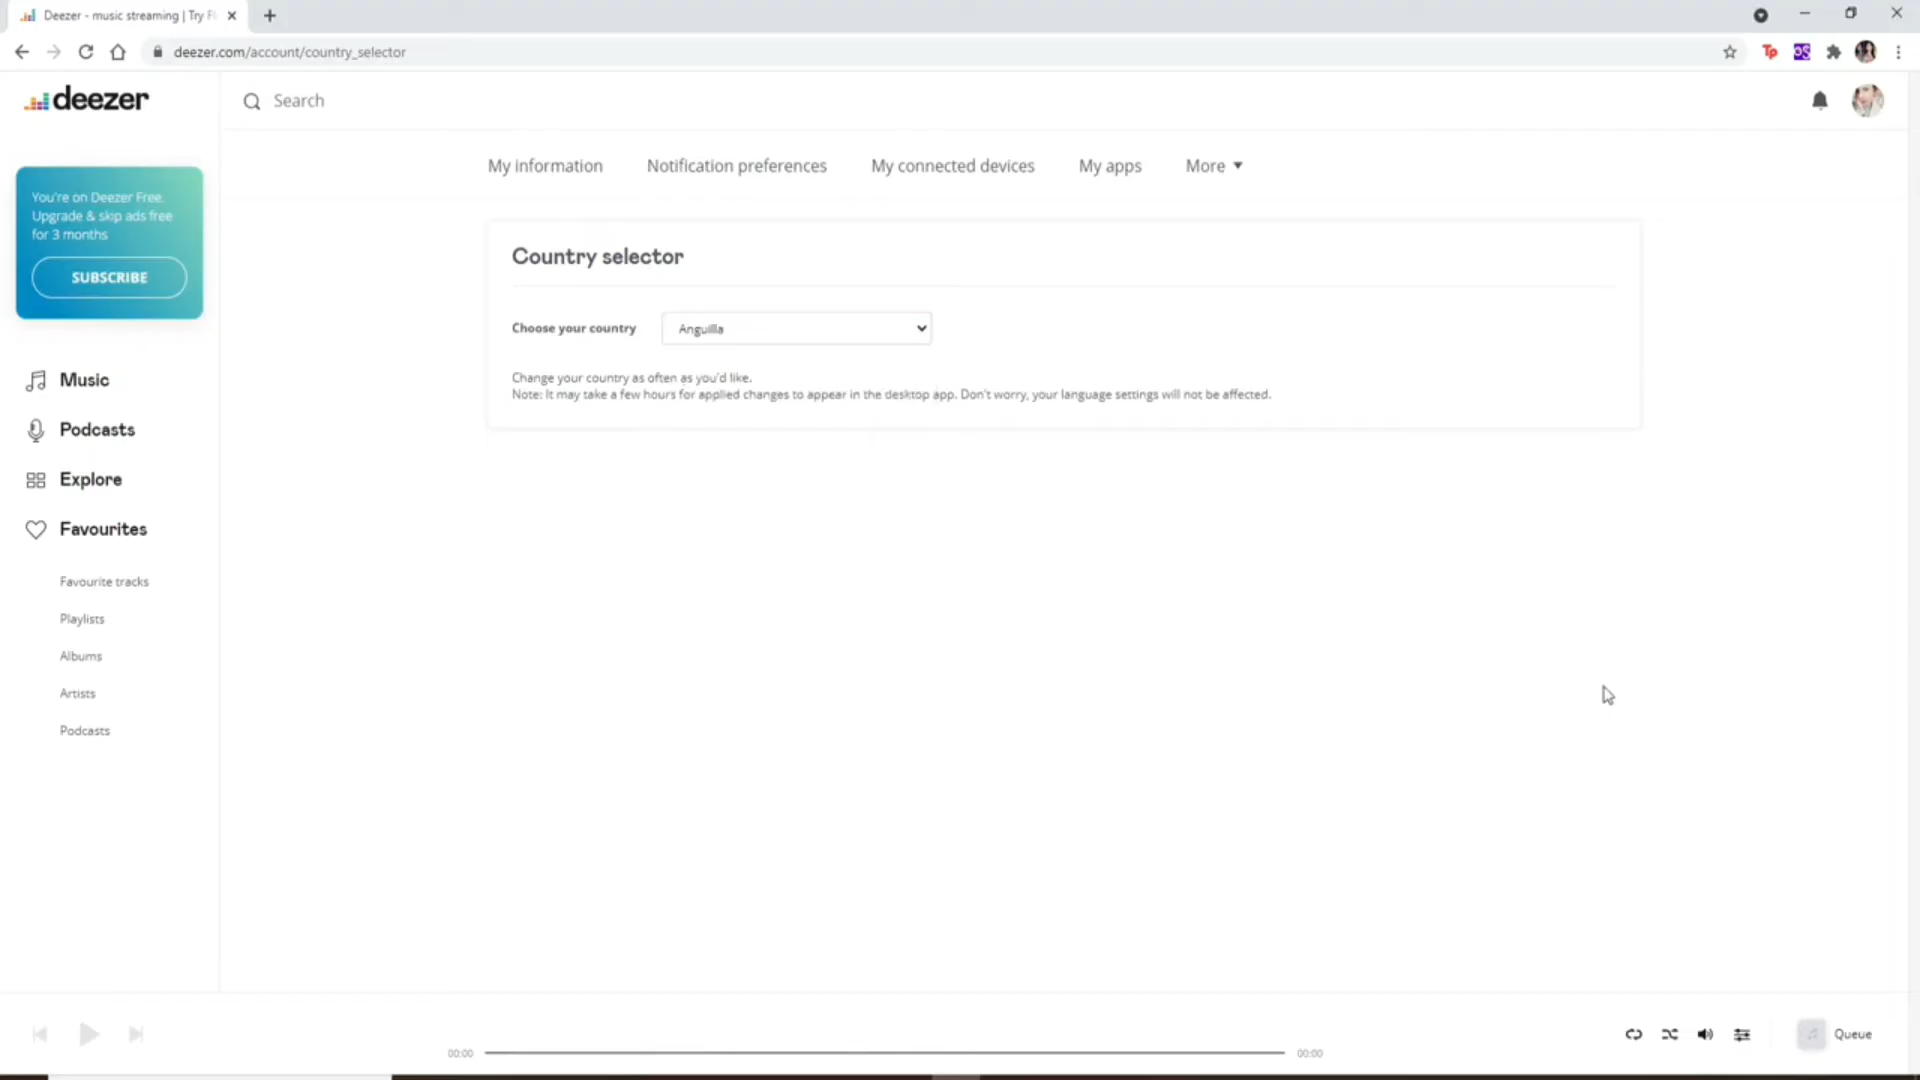 Deezer - music streaming | Try Fl
deezer.com/account/country_selector
Tp
deezer
Search
My information
Notification preferences
My connected devices
My apps
More
You're on Deezer Free.
Upgrade & skip ads free
for 3 months
SUBSCRIBE
Country selector
Choose your country
Anguilla
Change your country as often as you'd like.
Note: It may take a few hours for applied changes to appear in the desktop app. Don't worry, your language settings will not be affected.
Music
Podcasts
Explore
Favourites
Favourite tracks
Playlists
Albums
Artists
Podcasts
00:00
00:00
Queue